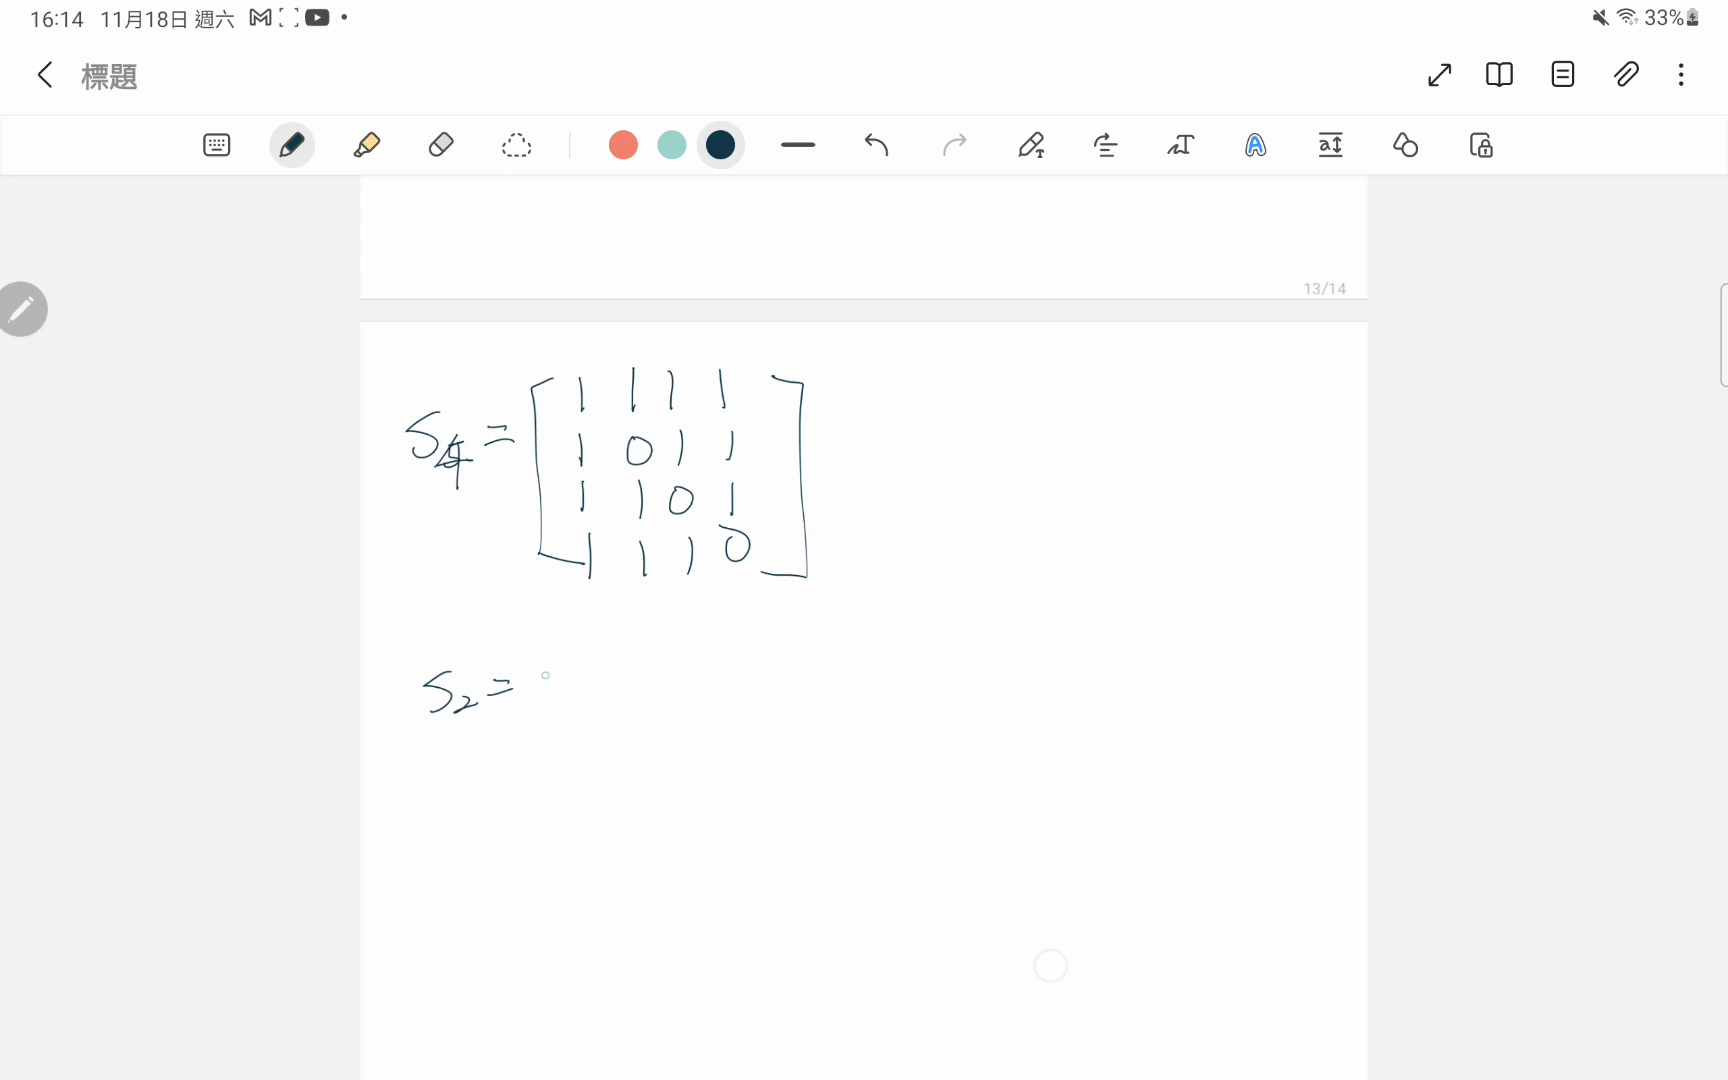 16:14 11月18日 週六 33%
標題
13/14
1 1 1 1
S4= 1 0 1 1
1 1 0 1
1 1 1 0
S2=